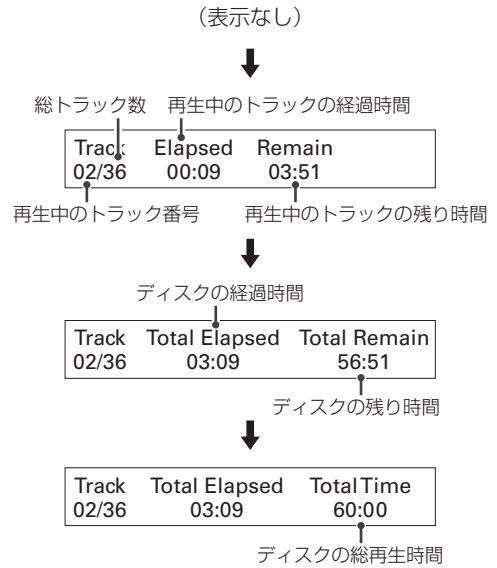 （表示なし）
総トラック数 再生中のトラックの経過時間
Track Elapsed Remain
02/36 00:09 03:51
再生中のトラック番号 再生中のトラックの残り時間
ディスクの経過時間
Track Total Elapsed Total Remain
02/36 03:09 56:51
ディスクの残り時間
Track Total Elapsed Total Time
02/36 03:09 60:00
ディスクの総再生時間